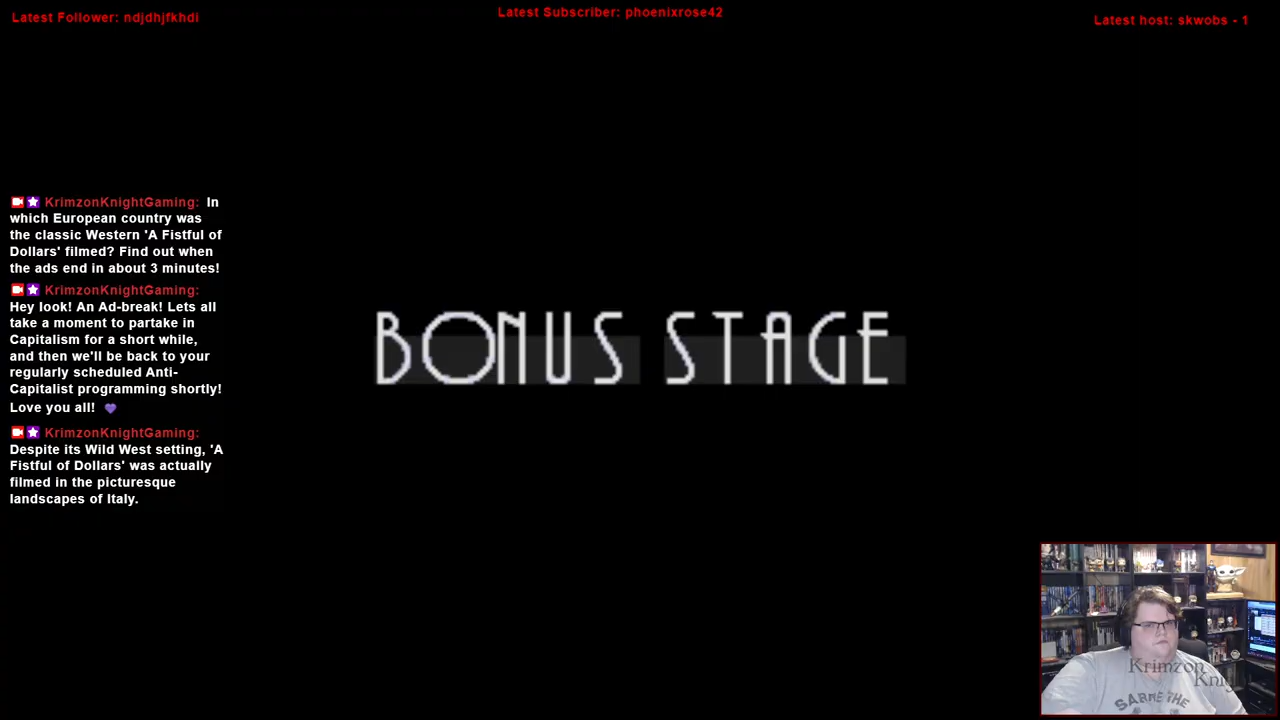 Latest Follower: ndjdhjfkhdi
Latest Subscriber: phoenixrose42
Latest host: skwobs - 1
KrimzonKnightGaming: In
which European country was
the classic Western 'A Fistful of
Dollars' filmed? Find out when
the ads end in about 3 minutes!
KrimzonKnightGaming:
Hey look! An Ad-break! Lets all
take a moment to partake in
Capitalism for a short while,
and then we'll be back to your
regularly scheduled Anti-
Capitalist programming shortly!
Love you all!
KrimzonKnightGaming:
Despite its Wild West setting, 'A
Fistful of Dollars' was actually
filmed in the picturesque
landscapes of Italy.
BONUS STAGE
Krimzon
Knight
THE